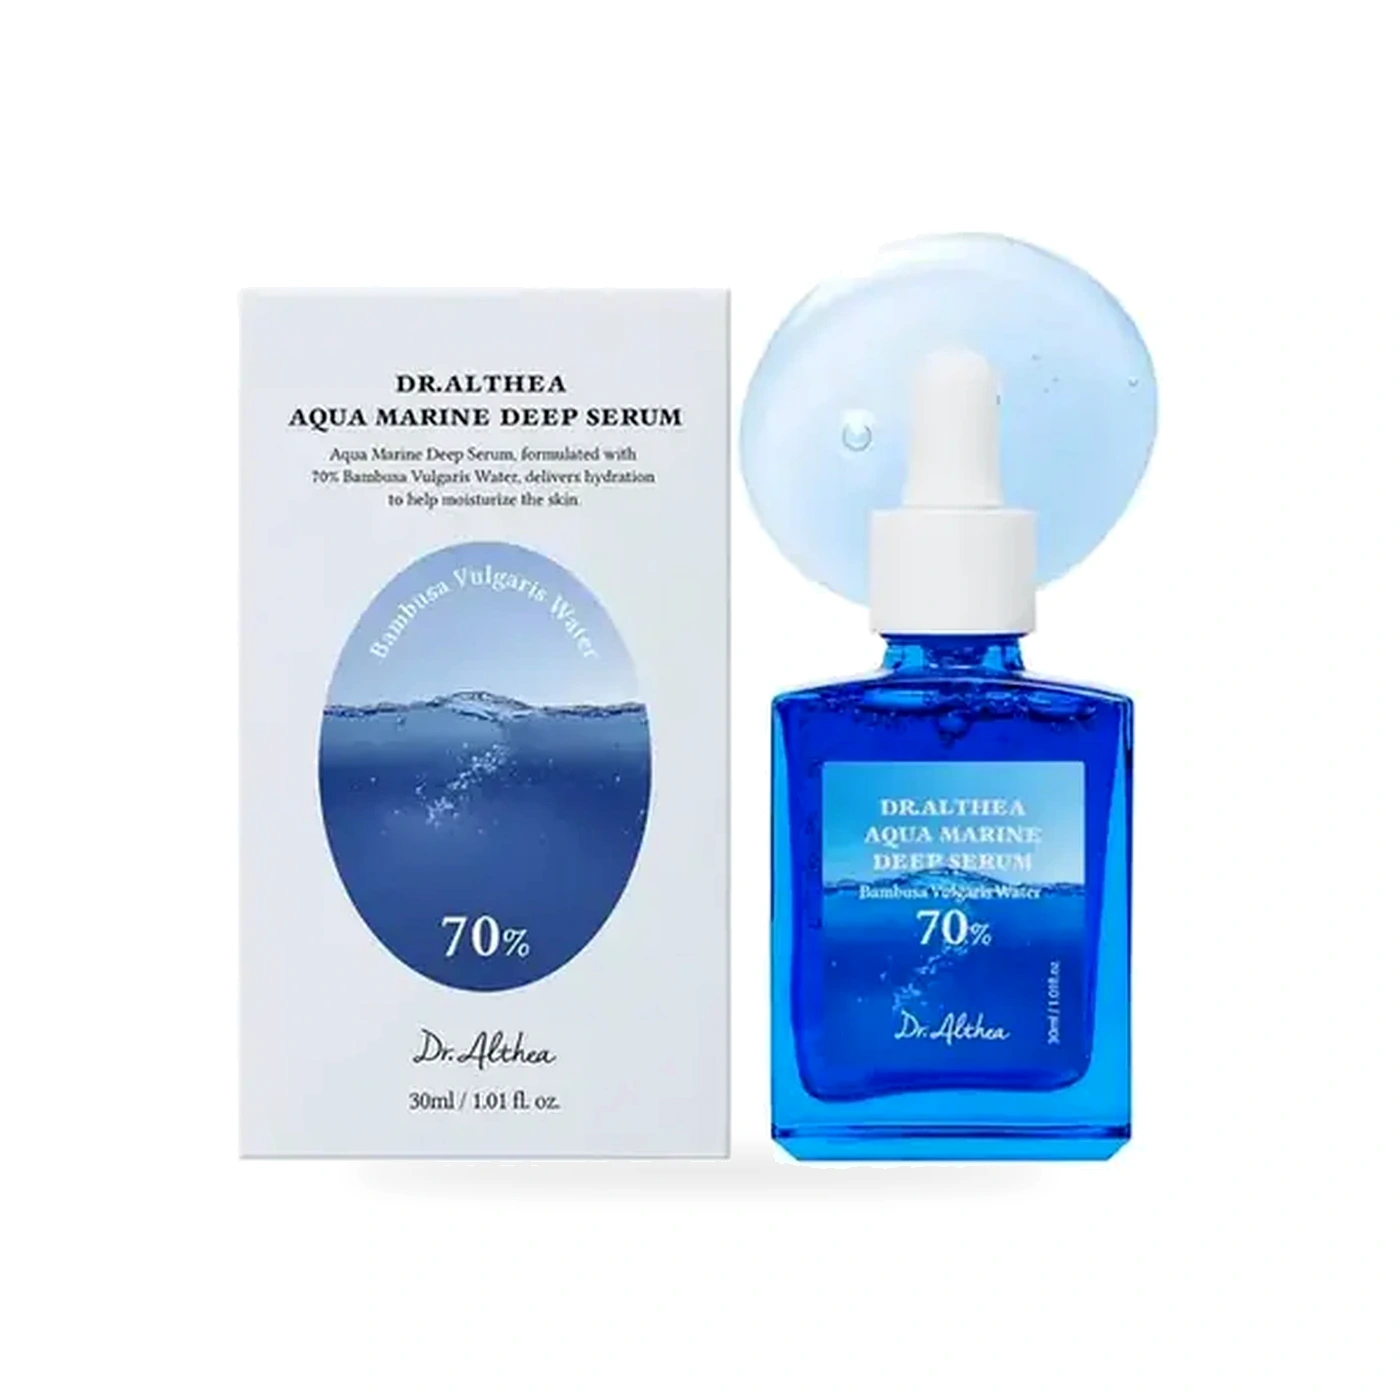 DR.ALTHEA
AQUA MARINE DEEP SERUM
Aqua Marine Deep Serum, formulated with
70% Bambusa Vulgaris Water, delivers hydration
to help moisturize the skin.
Bambusa Vulgaris Water
70%
Dr.Althea
30ml / 1.01 fl. oz.
DR.ALTHEA
AQUA MARINE
DEEP SERUM
Bambusa Vulgaris Water
70%
Dr.Althea
30ml / 1.01fl.oz